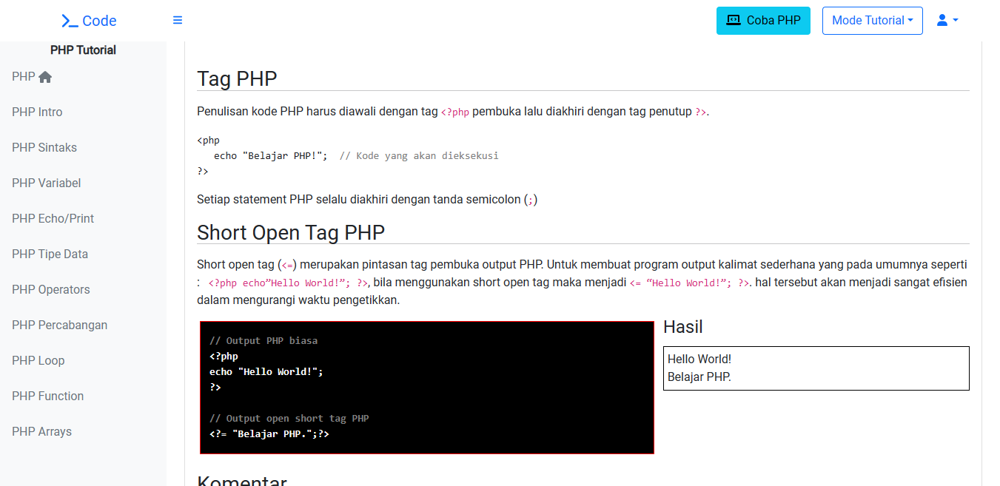 Code
Coba PHP
Mode Tutorial
PHP Tutorial
PHP
PHP Intro
PHP Sintaks
PHP Variabel
PHP Echo/Print
PHP Tipe Data
PHP Operators
PHP Percabangan
PHP Loop
PHP Function
PHP Arrays
Tag PHP
Penulisan kode PHP harus diawali dengan tag <?php pembuka lalu diakhiri dengan tag penutup ?>.
<php
echo "Belajar PHP!"; // Kode yang akan dieksekusi
?>
Setiap statement PHP selalu diakhiri dengan tanda semicolon (;)
Short Open Tag PHP
Short open tag (<=) merupakan pintasan tag pembuka output PHP. Untuk membuat program output kalimat sederhana yang pada umumnya seperti
: <?php echo”Hello World!”; ?>, bila menggunakan short open tag maka menjadi <= “Hello World!”; ?>. hal tersebut akan menjadi sangat efisien
dalam mengurangi waktu pengetikkan.
// Output PHP biasa
<?php
echo "Hello World!";
?>
// Output open short tag PHP
<?= "Belajar PHP.";?>
Hasil
Hello World!
Belajar PHP.
Komentar